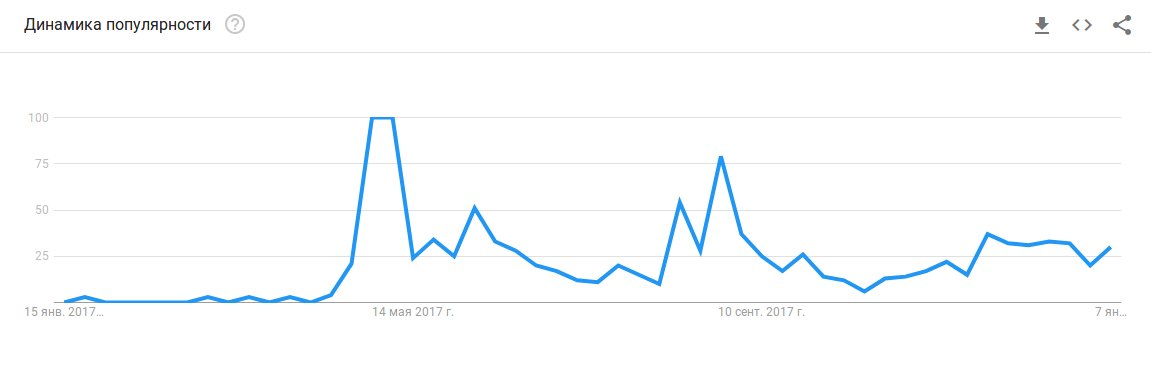 Динамика популярности ?
100
75
50
25
15 янв. 2017…
14 мая 2017 г.
10 сент. 2017 г.
7 ян…